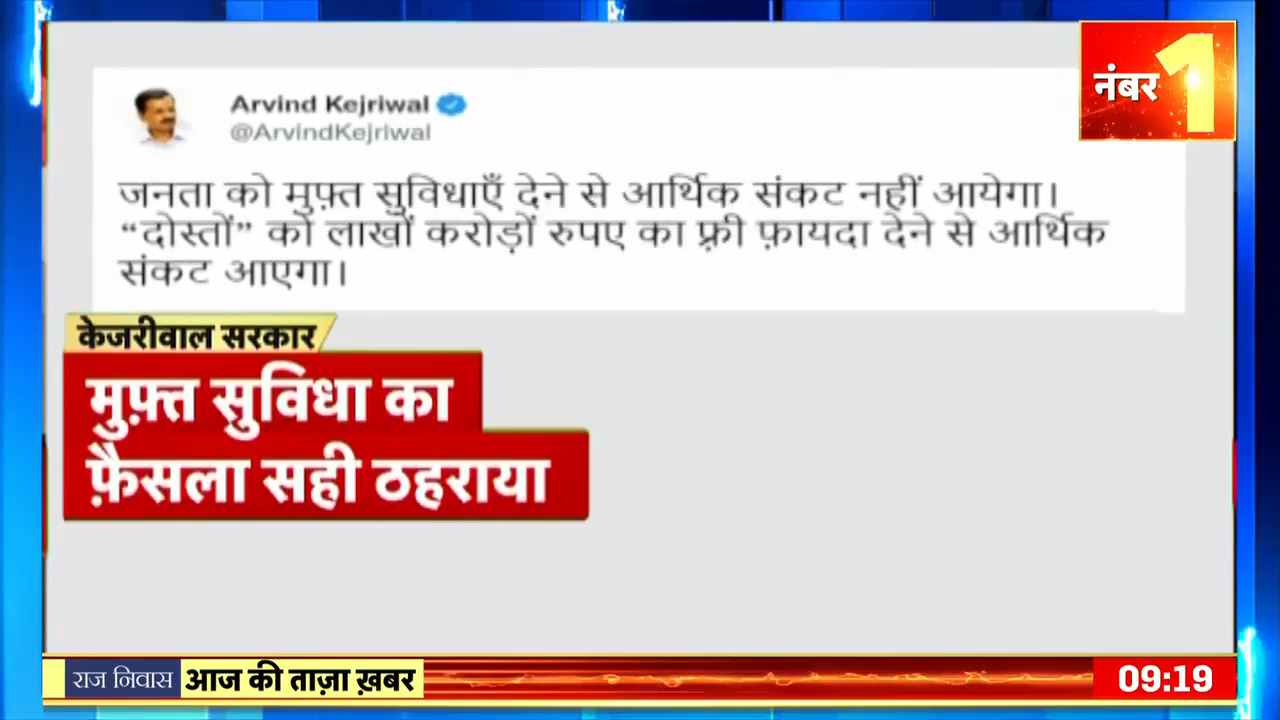 Arvind Kejriwal
@ArvindKejriwal
नंबर 1
जनता को मुफ़्त सुविधाएँ देने से आर्थिक संकट नहीं आयेगा।
“दोस्तों” को लाखों करोड़ों रुपए का फ़्री फ़ायदा देने से आर्थिक
संकट आएगा।
केजरीवाल सरकार
मुफ़्त सुविधा का
फ़ैसला सही ठहराया
राज निवास आज की ताज़ा ख़बर 09:19